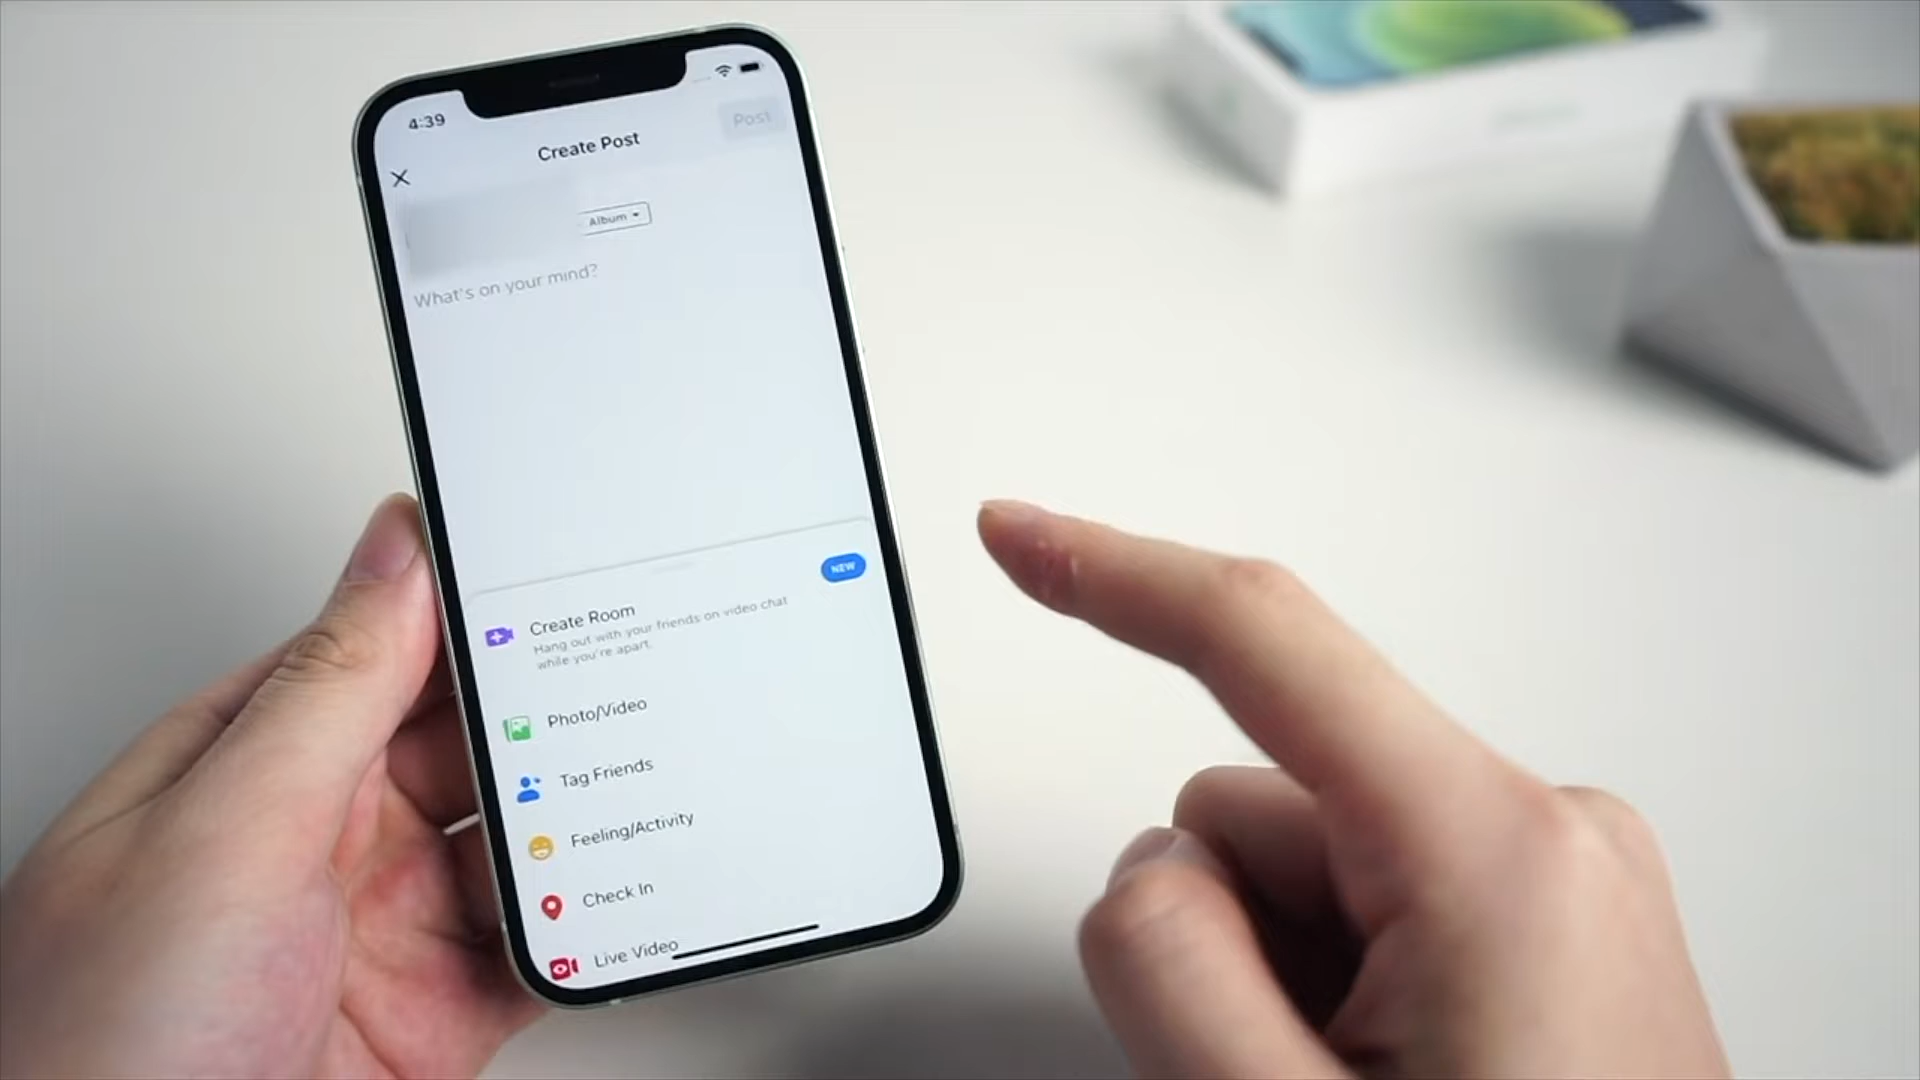 4:39
Post
Create Post
Album
What's on your mind?
NEW
Create Room
Hang out with your friends on video chat
while you're apart.
Photo/Video
Tag Friends
Feeling/Activity
Check In
Live Video